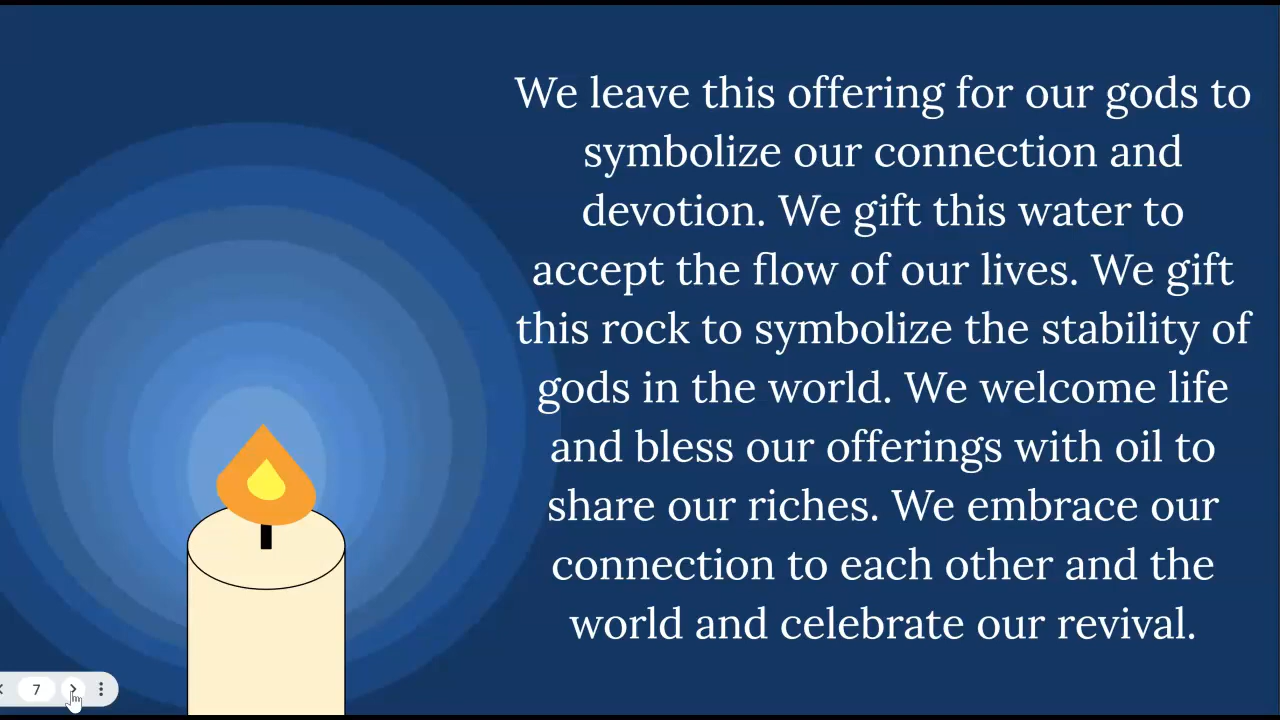 We leave this offering for our gods to
symbolize our connection and
devotion. We gift this water to
accept the flow of our lives. We gift
this rock to symbolize the stability of
gods in the world. We welcome life
and bless our offerings with oil to
share our riches. We embrace our
connection to each other and the
world and celebrate our revival.
7